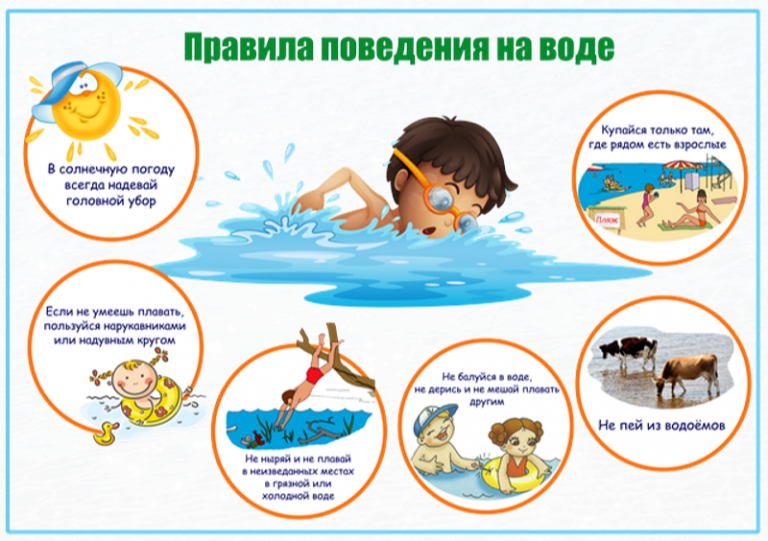 Правила поведения на воде
В солнечную погоду
всегда надевай
головной убор
Купайся только там,
где рядом есть взрослые
Пляж
Если не умеешь плавать,
пользуйся нарукавниками
или надувным кругом
Не ныряй и не плавай
в неизведанных местах
в грязной или
холодной воде
Не балуйся в воде,
не дерись и не мешай плавать
другим
Не пей из водоёмов